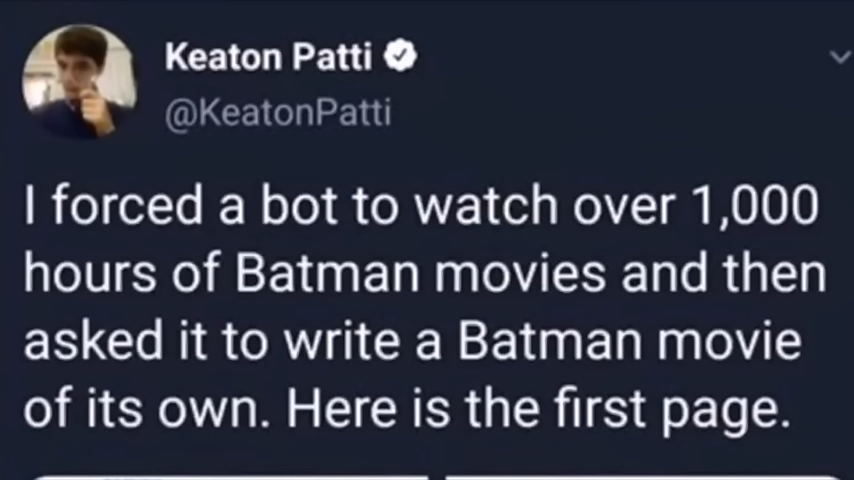 Keaton Patti
@KeatonPatti
I forced a bot to watch over 1,000
hours of Batman movies and then
asked it to write a Batman movie
of its own. Here is the first page.